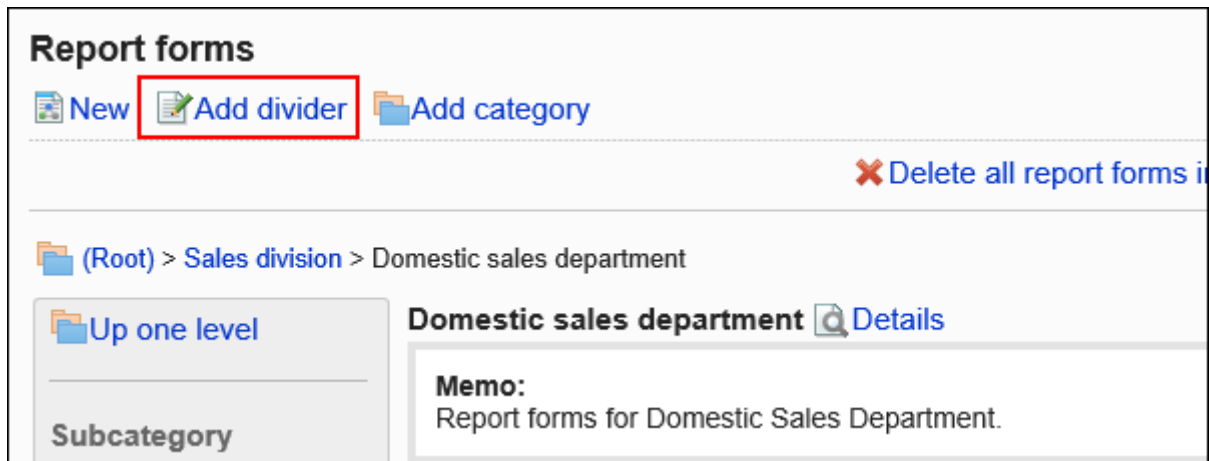 Report forms
New Add divider Add category
Delete all report forms
(Root) > Sales division > Domestic sales department
Up one level
Domestic sales department Details
Memo:
Report forms for Domestic Sales Department.
Subcategory